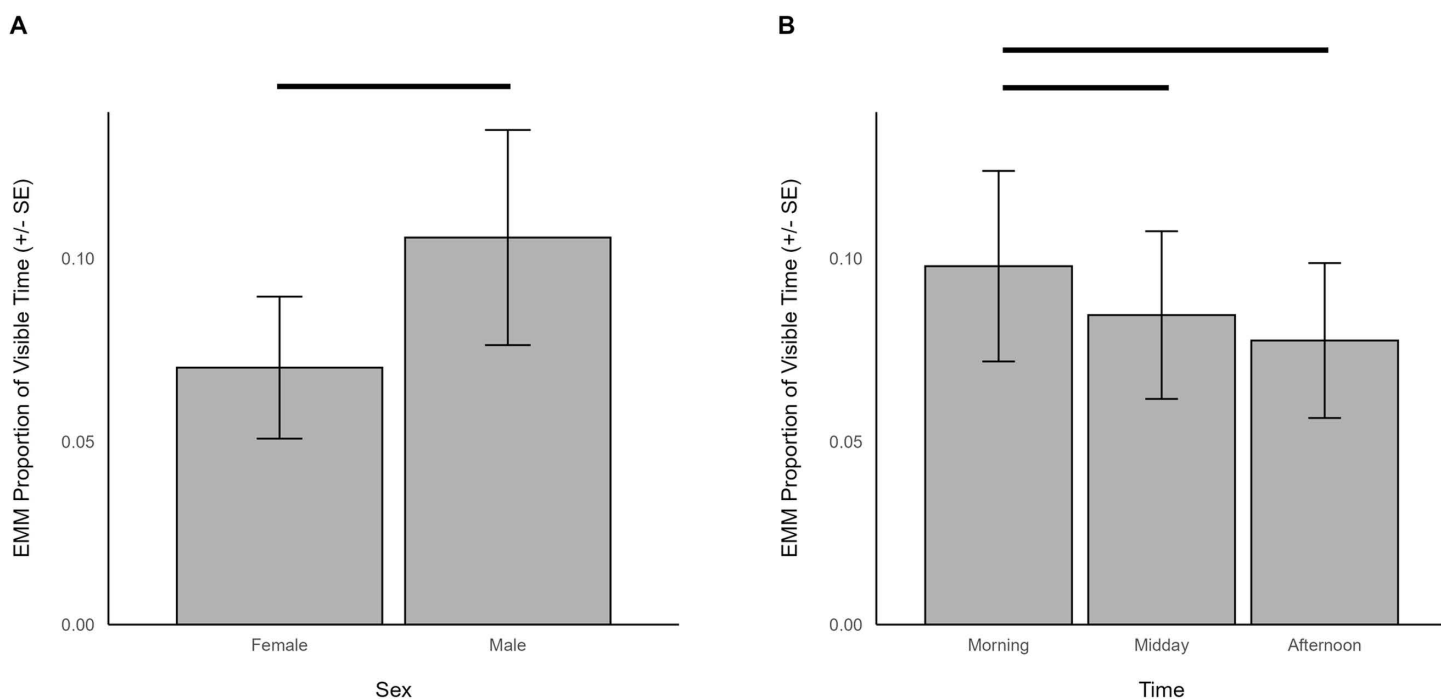 A
EMM Proportion of Visible Time (+/- SE)
0.10
0.05
0.00
Female Male
Sex
B
EMM Proportion of Visible Time (+/- SE)
0.10
0.05
0.00
Morning Midday Afternoon
Time